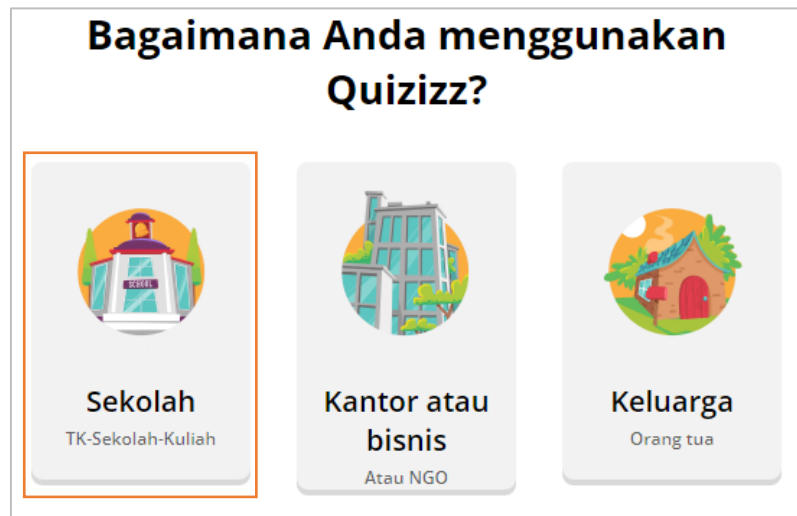 Bagaimana Anda menggunakan
Quizizz?
SCHOOL
Sekolah
TK-Sekolah-Kuliah
Kantor atau
bisnis
Atau NGO
Keluarga
Orang tua